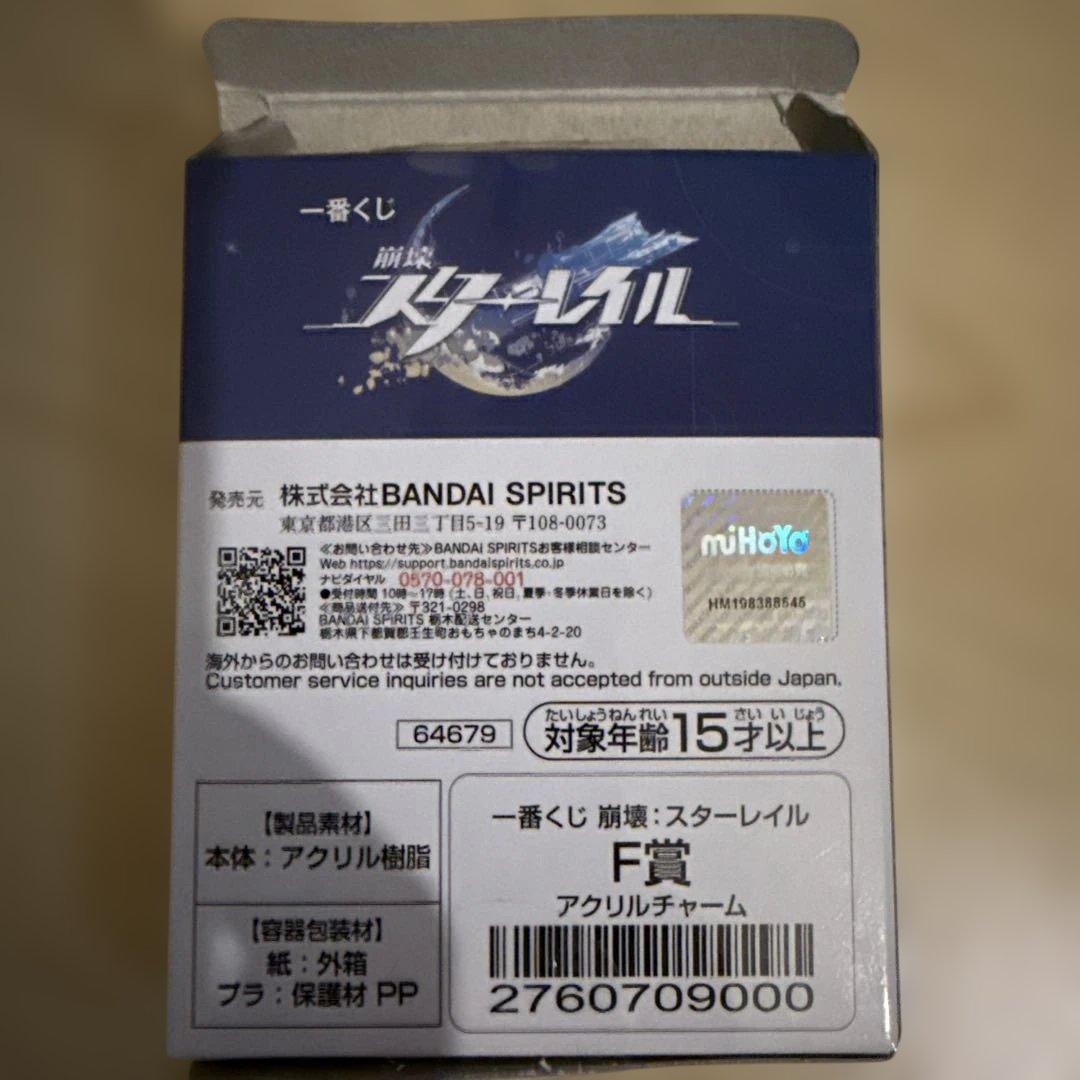 一番くじ
崩壊
スターレイル
発売元 株式会社BANDAI SPIRITS
東京都港区三田三丁目5-19 〒108-0073
≪お問い合わせ先≫BANDAI SPIRITSお客様相談センター
Web https://support.bandaispirits.co.jp
ナビダイヤル 0570-078-001
●受付時間 10時〜17時 (土、日、祝日、夏季・冬季休業日を除く)
≪商品送付先≫ 〒321-0298
BANDAI SPIRITS 栃木配送センター
栃木県下都賀郡壬生町おもちゃのまち4-2-20
miHoYo
HM198388545
海外からのお問い合わせは受け付けておりません。
Customer service inquiries are not accepted from outside Japan.
64679
たいしょうねんれい さいいじょう
対象年齢15才以上
【製品素材】
本体：アクリル樹脂
【容器包装材】
紙：外箱
プラ：保護材 PP
一番くじ 崩壊：スターレイル
F賞
アクリルチャーム
2760709000